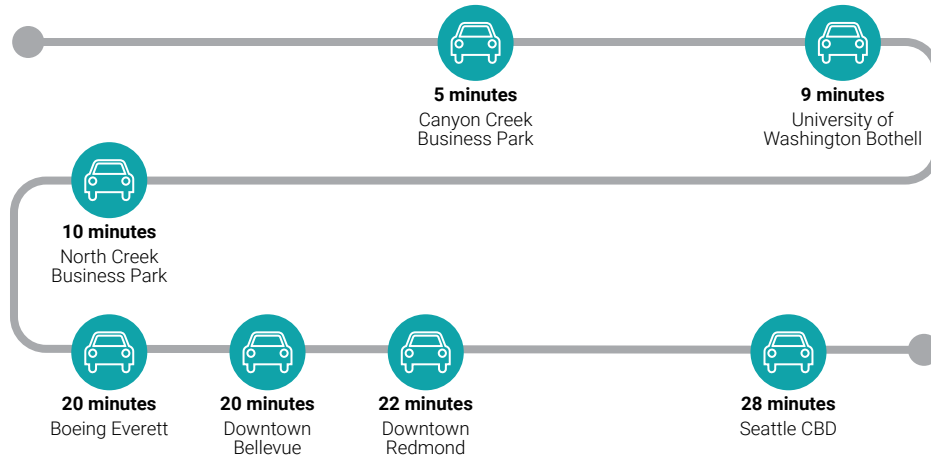 5 minutes
Canyon Creek
Business Park
9 minutes
University of
Washington Bothell
10 minutes
North Creek
Business Park
20 minutes
Boeing Everett
20 minutes
Downtown
Bellevue
22 minutes
Downtown
Redmond
28 minutes
Seattle CBD